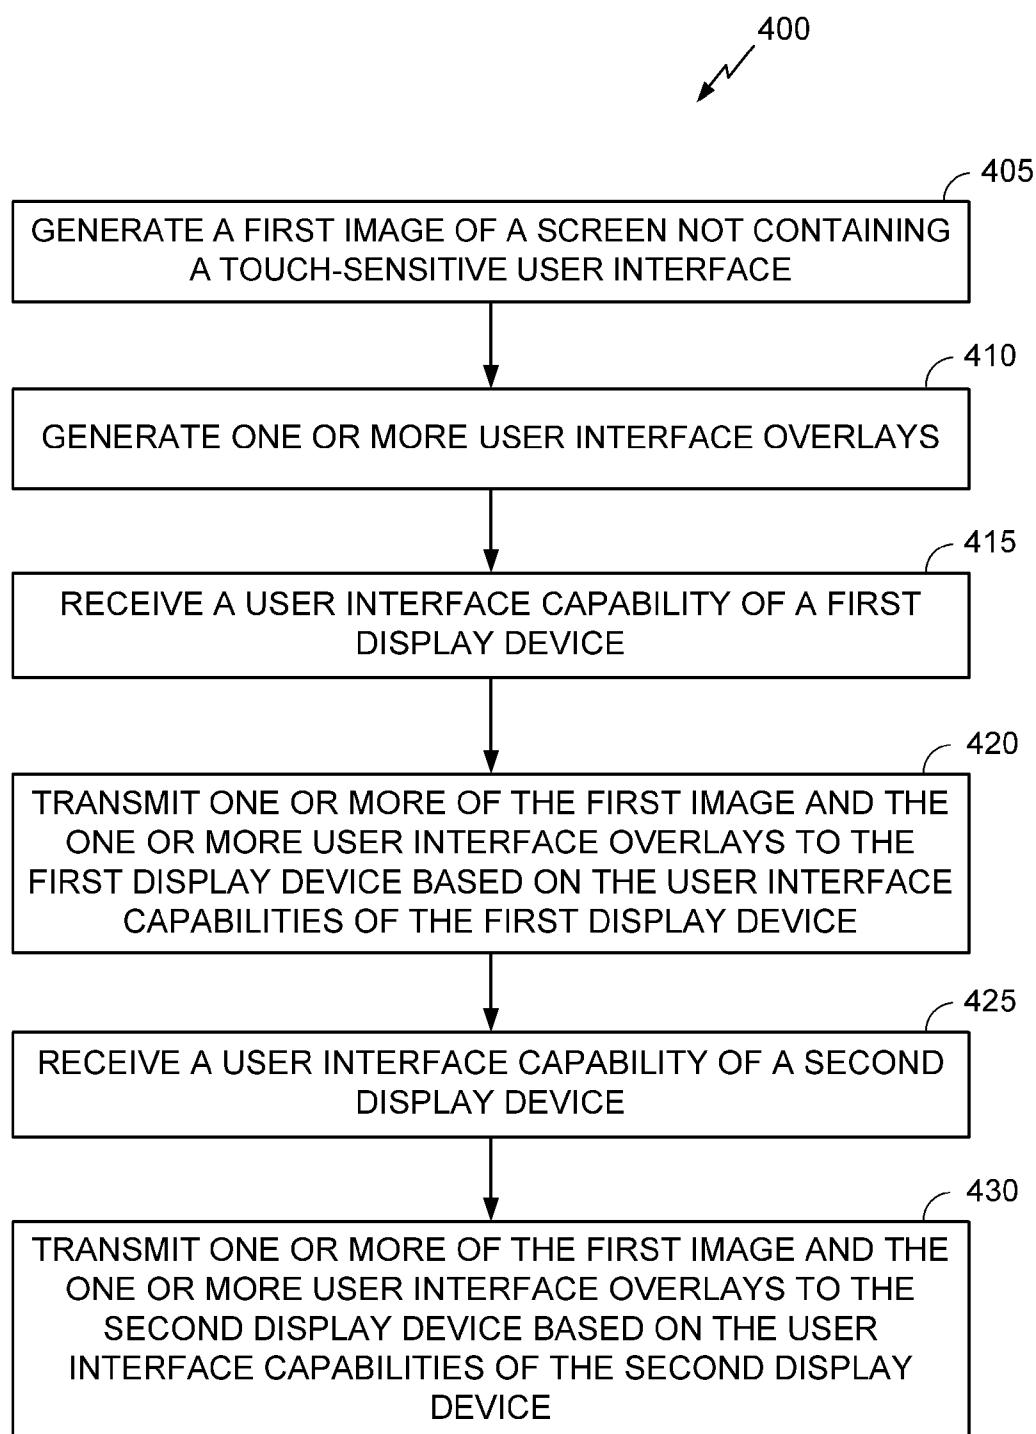 400
405
GENERATE A FIRST IMAGE OF A SCREEN NOT CONTAINING
A TOUCH-SENSITIVE USER INTERFACE
410
GENERATE ONE OR MORE USER INTERFACE OVERLAYS
415
RECEIVE A USER INTERFACE CAPABILITY OF A FIRST
DISPLAY DEVICE
420
TRANSMIT ONE OR MORE OF THE FIRST IMAGE AND THE
ONE OR MORE USER INTERFACE OVERLAYS TO THE
FIRST DISPLAY DEVICE BASED ON THE USER INTERFACE
CAPABILITIES OF THE FIRST DISPLAY DEVICE
425
RECEIVE A USER INTERFACE CAPABILITY OF A SECOND
DISPLAY DEVICE
430
TRANSMIT ONE OR MORE OF THE FIRST IMAGE AND THE
ONE OR MORE USER INTERFACE OVERLAYS TO THE
SECOND DISPLAY DEVICE BASED ON THE USER
INTERFACE CAPABILITIES OF THE SECOND DISPLAY
DEVICE